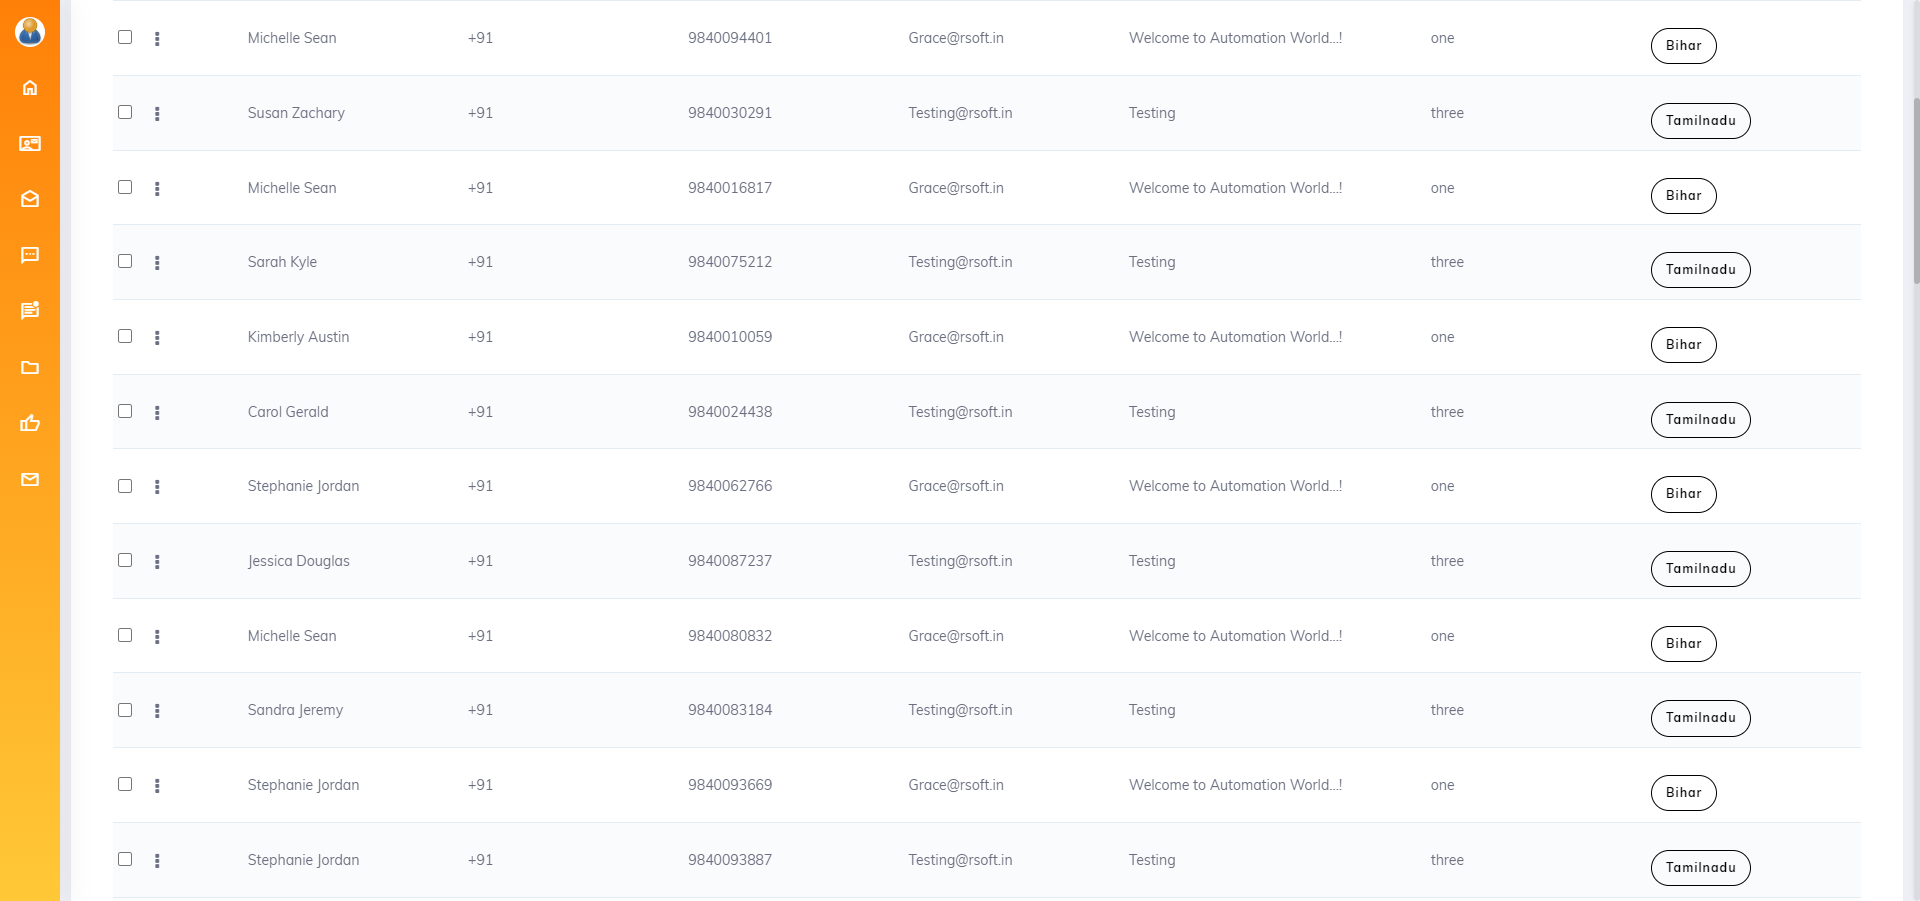 Michelle Sean +91 9840094401 Grace@rsoft.in Welcome to Automation World...! one Bihar
Susan Zachary +91 9840030291 Testing@rsoft.in Testing three Tamilnadu
Michelle Sean +91 9840016817 Grace@rsoft.in Welcome to Automation World...! one Bihar
Sarah Kyle +91 9840075212 Testing@rsoft.in Testing three Tamilnadu
Kimberly Austin +91 9840010059 Grace@rsoft.in Welcome to Automation World...! one Bihar
Carol Gerald +91 9840024438 Testing@rsoft.in Testing three Tamilnadu
Stephanie Jordan +91 9840062766 Grace@rsoft.in Welcome to Automation World...! one Bihar
Jessica Douglas +91 9840087237 Testing@rsoft.in Testing three Tamilnadu
Michelle Sean +91 9840080832 Grace@rsoft.in Welcome to Automation World...! one Bihar
Sandra Jeremy +91 9840083184 Testing@rsoft.in Testing three Tamilnadu
Stephanie Jordan +91 9840093669 Grace@rsoft.in Welcome to Automation World...! one Bihar
Stephanie Jordan +91 9840093887 Testing@rsoft.in Testing three Tamilnadu